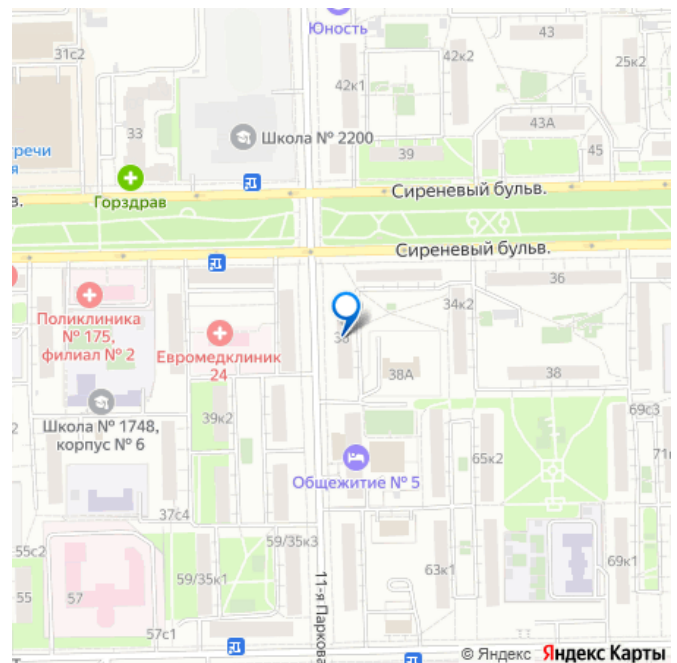 Юность
31с2
42к1
42к2
43
25к2
33
Школа № 2200
43А
речи
я
39
45
Горздрав
Сиреневый бульв.
в.
Сиреневый бульв.
36
34к2
Поликлиника
№ 175,
филиал № 2
Евромедклиник
24
38А
38
39к2
69с3
2
Школа № 1748,
корпус № 6
65к2
71к
Общежитие № 5
37с4
59/35к3
55с2
59/35к1
63к1
69к1
55
57
11-я Паркова
57с1
т
© Яндекс Яндекс Карты